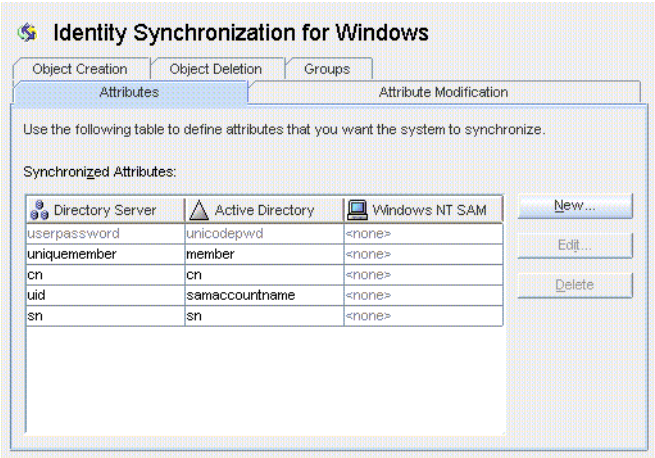 Identity Synchronization for Windows
Object Creation Object Deletion Groups
Attributes Attribute Modification
Use the following table to define attributes that you want the system to synchronize.
Synchronized Attributes:
Directory Server Active Directory Windows NT SAM
userpassword unicodepwd <none>
uniquemember member <none>
cn cn <none>
uid samaccountname <none>
sn sn <none>
New...
Edit...
Delete